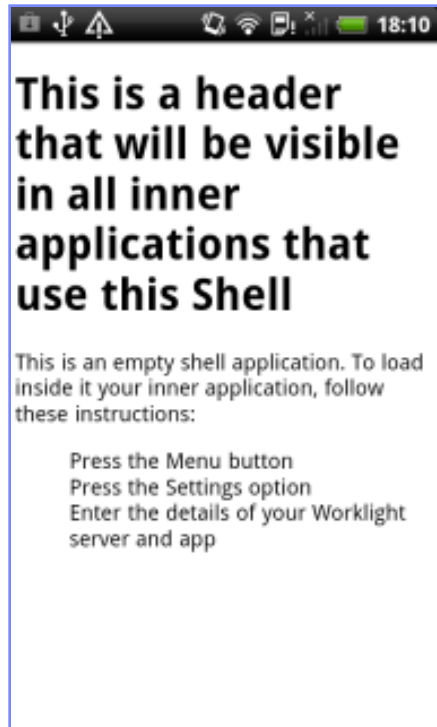 18:10
This is a header
that will be visible
in all inner
applications that
use this Shell
This is an empty shell application. To load
inside it your inner application, follow
these instructions:
Press the Menu button
Press the Settings option
Enter the details of your Worklight
server and app